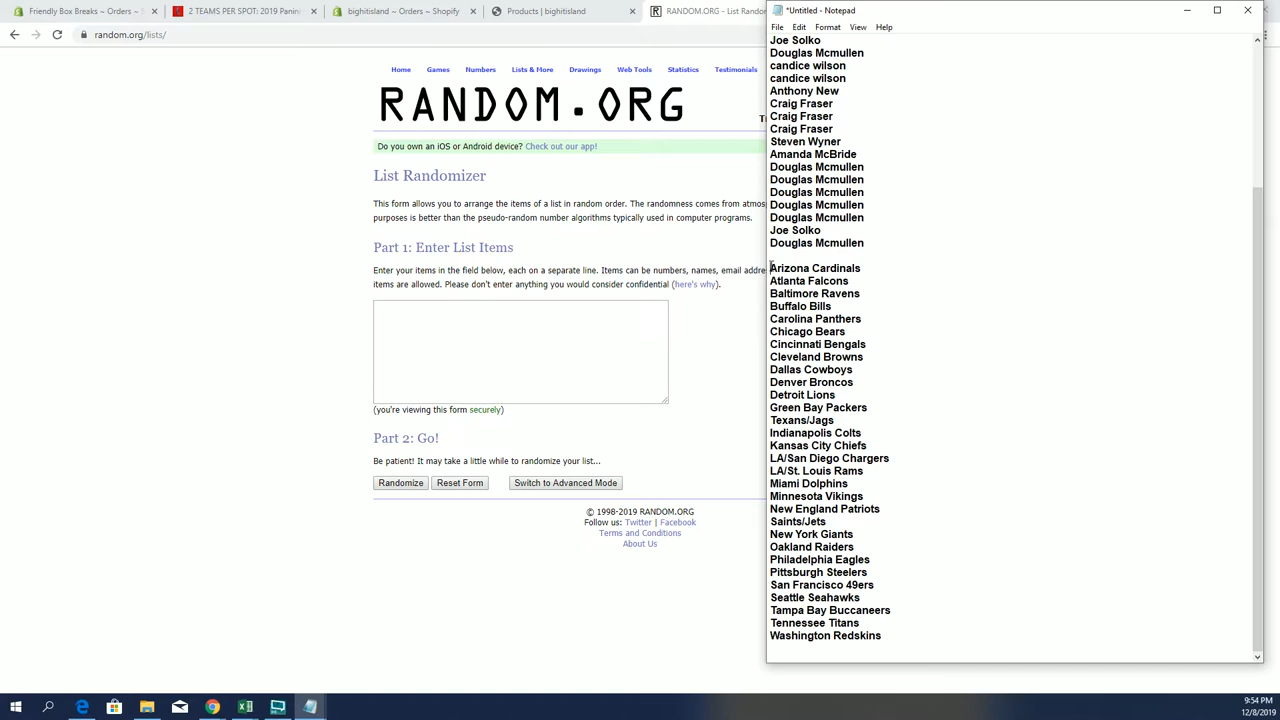 Friendly Box Breaks ~ Orders ~ S
2 TEAMS PER SPOT: 2019 Panin
bighitisland ~ Orders ~ Shopify
Products | bighitisland
RANDOM.ORG - List Random
random.org/lists/
Home Games Numbers Lists & More Drawings Web Tools Statistics Testimonials
RANDOM.ORG
Do you own an iOS or Android device? Check out our app!
List Randomizer
This form allows you to arrange the items of a list in random order. The randomness comes from
purposes is better than the pseudo-random number algorithms typically used in computer programs.
Part 1: Enter List Items
Enter your items in the field below, each on a separate line. Items can be numbers, names, email
items are allowed. Please don't enter anything you would consider confidential (here's why).
(you're viewing this form securely)
Part 2: Go!
Be patient! It may take a little while to randomize your list...
Randomize Reset Form Switch to Advanced Mode
© 1998-2019 RANDOM.ORG
Follow us: Twitter | Facebook
Terms and Conditions
About Us
*Untitled - Notepad
File Edit Format View Help
Joe Solko
Douglas Mcmullen
candice wilson
candice wilson
Anthony New
Craig Fraser
Craig Fraser
Craig Fraser
Steven Wyner
Amanda McBride
Douglas Mcmullen
Douglas Mcmullen
Douglas Mcmullen
Douglas Mcmullen
Douglas Mcmullen
Joe Solko
Douglas Mcmullen
Arizona Cardinals
Atlanta Falcons
Baltimore Ravens
Buffalo Bills
Carolina Panthers
Chicago Bears
Cincinnati Bengals
Cleveland Browns
Dallas Cowboys
Denver Broncos
Detroit Lions
Green Bay Packers
Texans/Jags
Indianapolis Colts
Kansas City Chiefs
LA/San Diego Chargers
LA/St. Louis Rams
Miami Dolphins
Minnesota Vikings
New England Patriots
Saints/Jets
New York Giants
Oakland Raiders
Philadelphia Eagles
Pittsburgh Steelers
San Francisco 49ers
Seattle Seahawks
Tampa Bay Buccaneers
Tennessee Titans
Washington Redskins
9:54 PM
12/8/2019